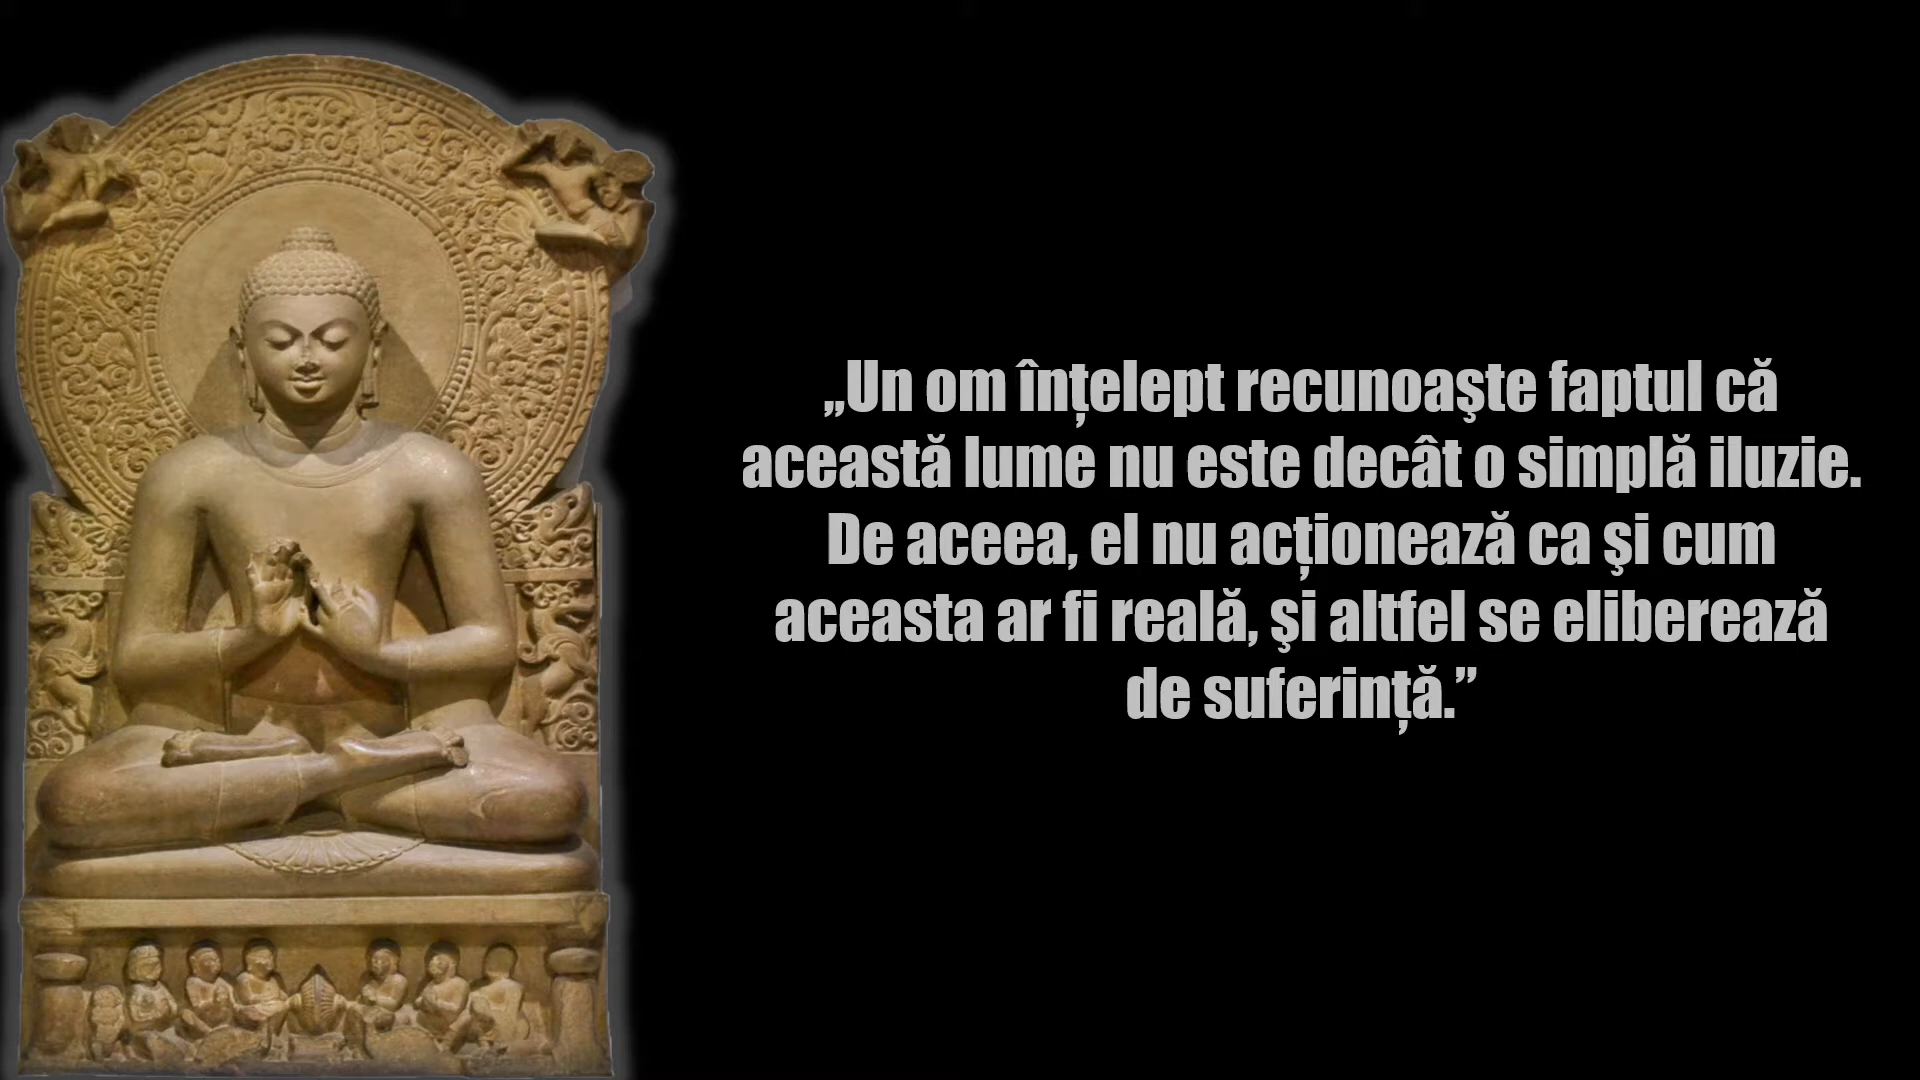 „Un om înțelept recunoaşte faptul că
această lume nu este decât o simplă iluzie.
De aceea, el nu acționează ca şi cum
aceasta ar fi reală, şi altfel se eliberează
de suferință.”